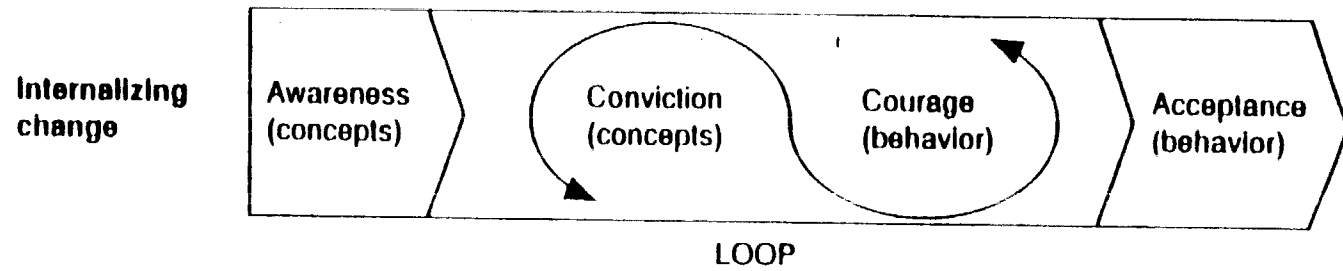 Internalizing
change
Awareness
(concepts)
Conviction
(concepts)
Courage
(behavior)
Acceptance
(behavior)
LOOP